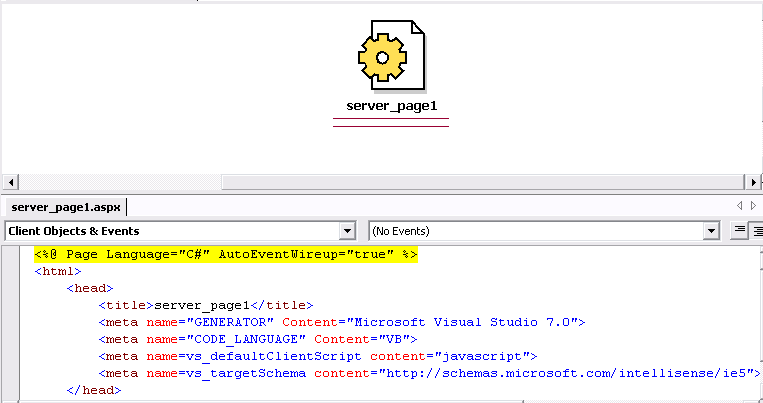 server_page1
server_page1.aspx
Client Objects & Events
(No Events)
<%@ Page Language="C#" AutoEventWireup="true" %>
<html>
<head>
<title>server_page1</title>
<meta name="GENERATOR" Content="Microsoft Visual Studio 7.0">
<meta name="CODE_LANGUAGE" Content="VB">
<meta name=vs_defaultClientScript content="javascript">
<meta name=vs_targetSchema content="http://schemas.microsoft.com/intellisense/ie5">
</head>